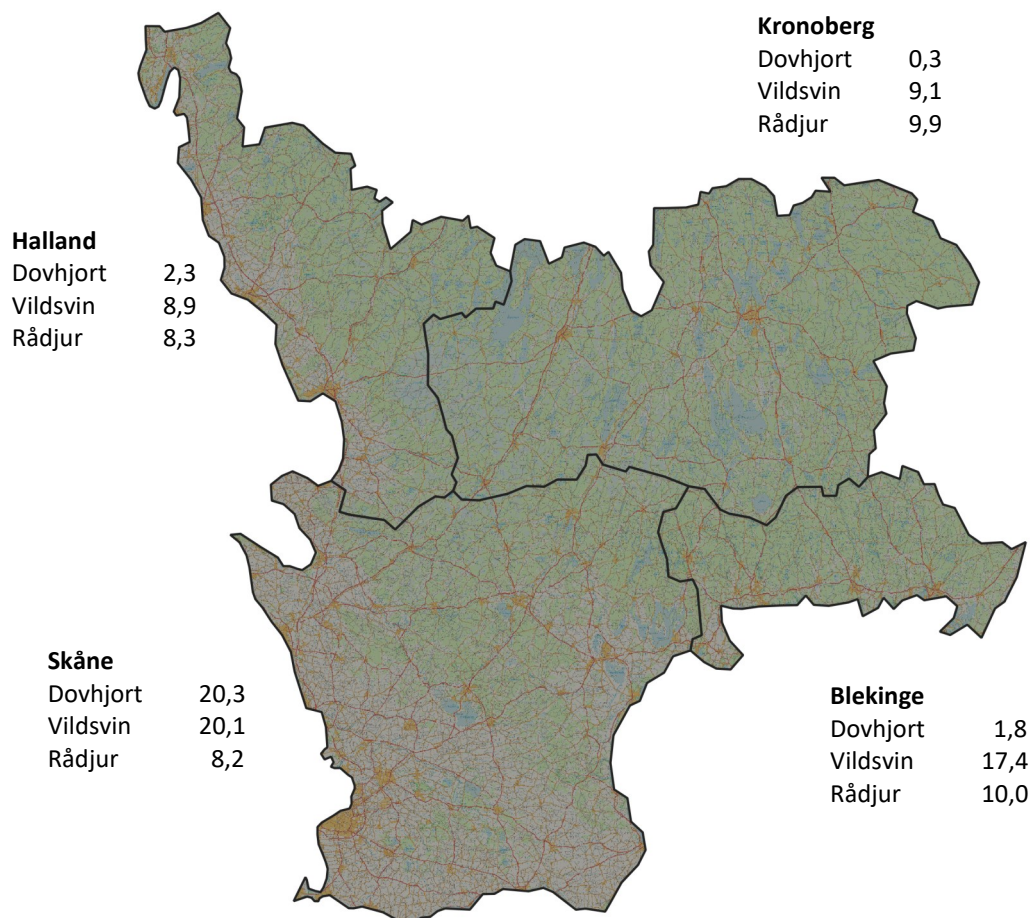 Kronoberg
Dovhjort 0,3
Vildsvin 9,1
Rådjur 9,9
Halland
Dovhjort 2,3
Vildsvin 8,9
Rådjur 8,3
Skåne
Dovhjort 20,3
Vildsvin 20,1
Rådjur 8,2
Blekinge
Dovhjort 1,8
Vildsvin 17,4
Rådjur 10,0